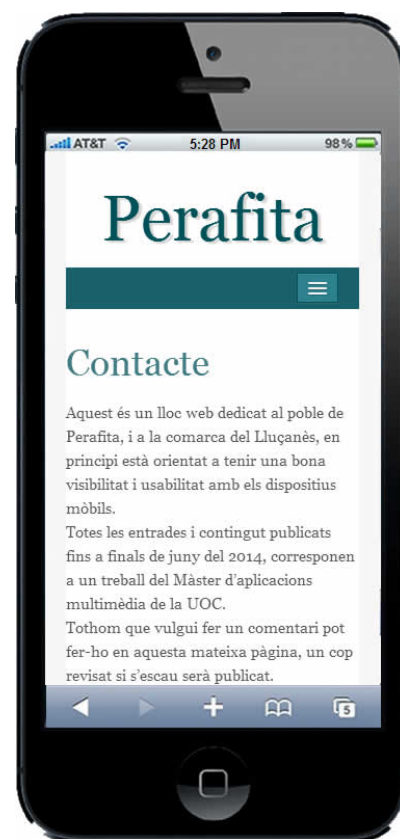 AT&T 5:28 PM 98%
Perafita
Contacte
Aquest és un lloc web dedicat al poble de
Perafita, i a la comarca del Lluçanès, en
principi està orientat a tenir una bona
visibilitat i usabilitat amb els dispositius
mòbils.
Totes les entrades i contingut publicats
fins a finals de juny del 2014, corresponen
a un treball del Màster d'aplicacions
multimèdia de la UOC.
Tothom que vulgui fer un comentari pot
fer-ho en aquesta mateixa pàgina, un cop
revisat si s'escau serà publicat.
5